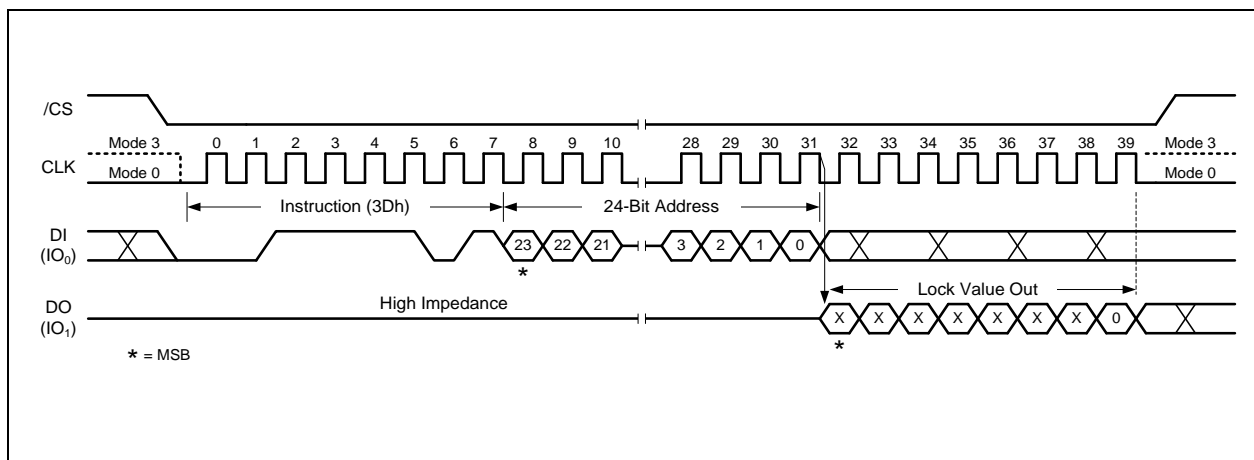 /CS
Mode 3 0 1 2 3 4 5 6 7 8 9 10 28 29 30 31 32 33 34 35 36 37 38 39 Mode 3
CLK Mode 0 Mode 0
Instruction (3Dh) 24-Bit Address
DI
(IO0) 23 22 21 3 2 1 0
*
Lock Value Out
High Impedance
DO
(IO1) X X X X X X X 0
*
* = MSB